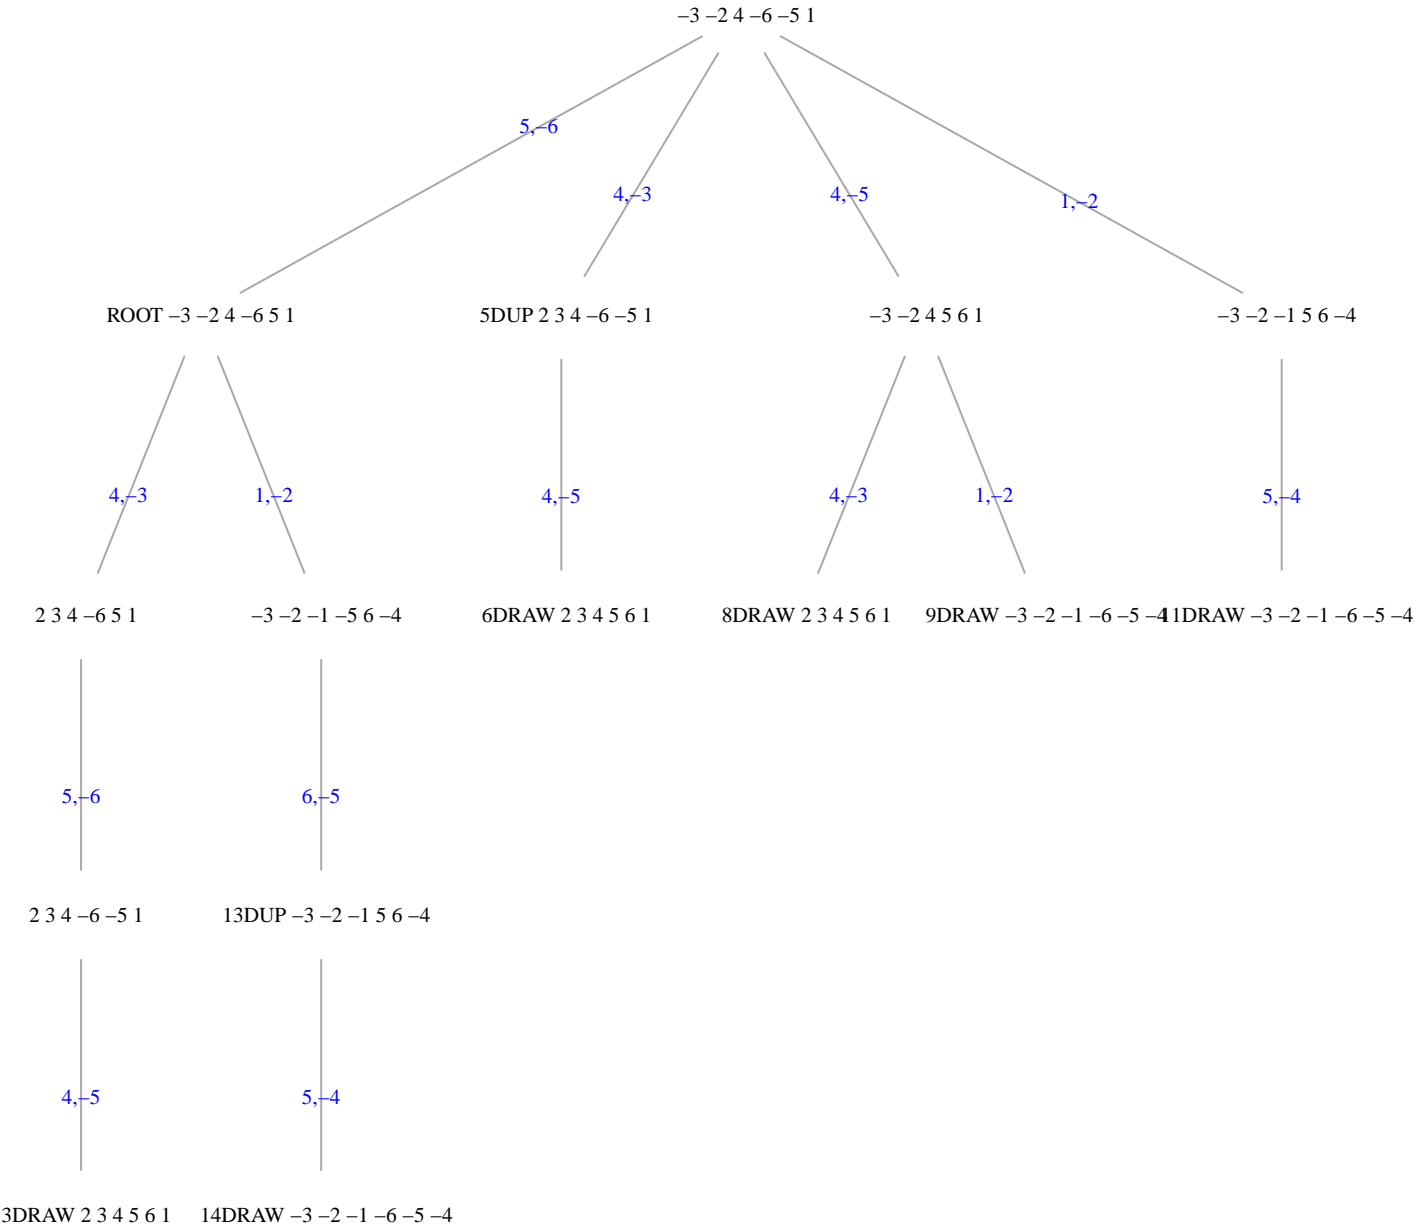 –3 –2 4 –6 –5 1
5,–6
4,–3
4,–5
1,–2
ROOT –3 –2 4 –6 5 1
5DUP 2 3 4 –6 –5 1
–3 –2 4 5 6 1
–3 –2 –1 5 6 –4
4,–3
1,–2
4,–5
4,–3
1,–2
5,–4
2 3 4 –6 5 1
–3 –2 –1 –5 6 –4
6DRAW 2 3 4 5 6 1
8DRAW 2 3 4 5 6 1
9DRAW –3 –2 –1 –6 –5 –4
11DRAW –3 –2 –1 –6 –5 –4
5,–6
6,–5
2 3 4 –6 –5 1
13DUP –3 –2 –1 5 6 –4
4,–5
5,–4
3DRAW 2 3 4 5 6 1
14DRAW –3 –2 –1 –6 –5 –4